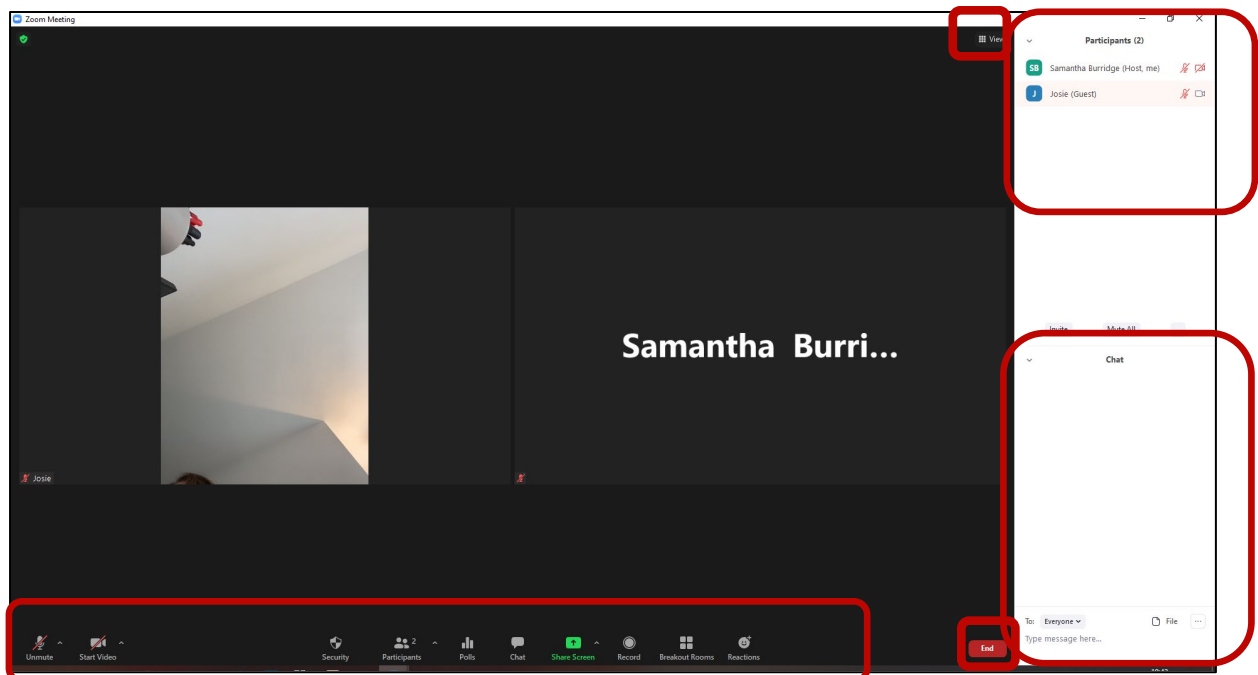 Zoom Meeting
View
Participants (2)
SB Samantha Burridge (Host, me)
J Josie (Guest)
Samantha Burri...
Josie
Invite Mute All
Chat
To: Everyone File ...
Type message here...
Unmute Start Video Security Participants 2 Polls Chat Share Screen Record Breakout Rooms Reactions End